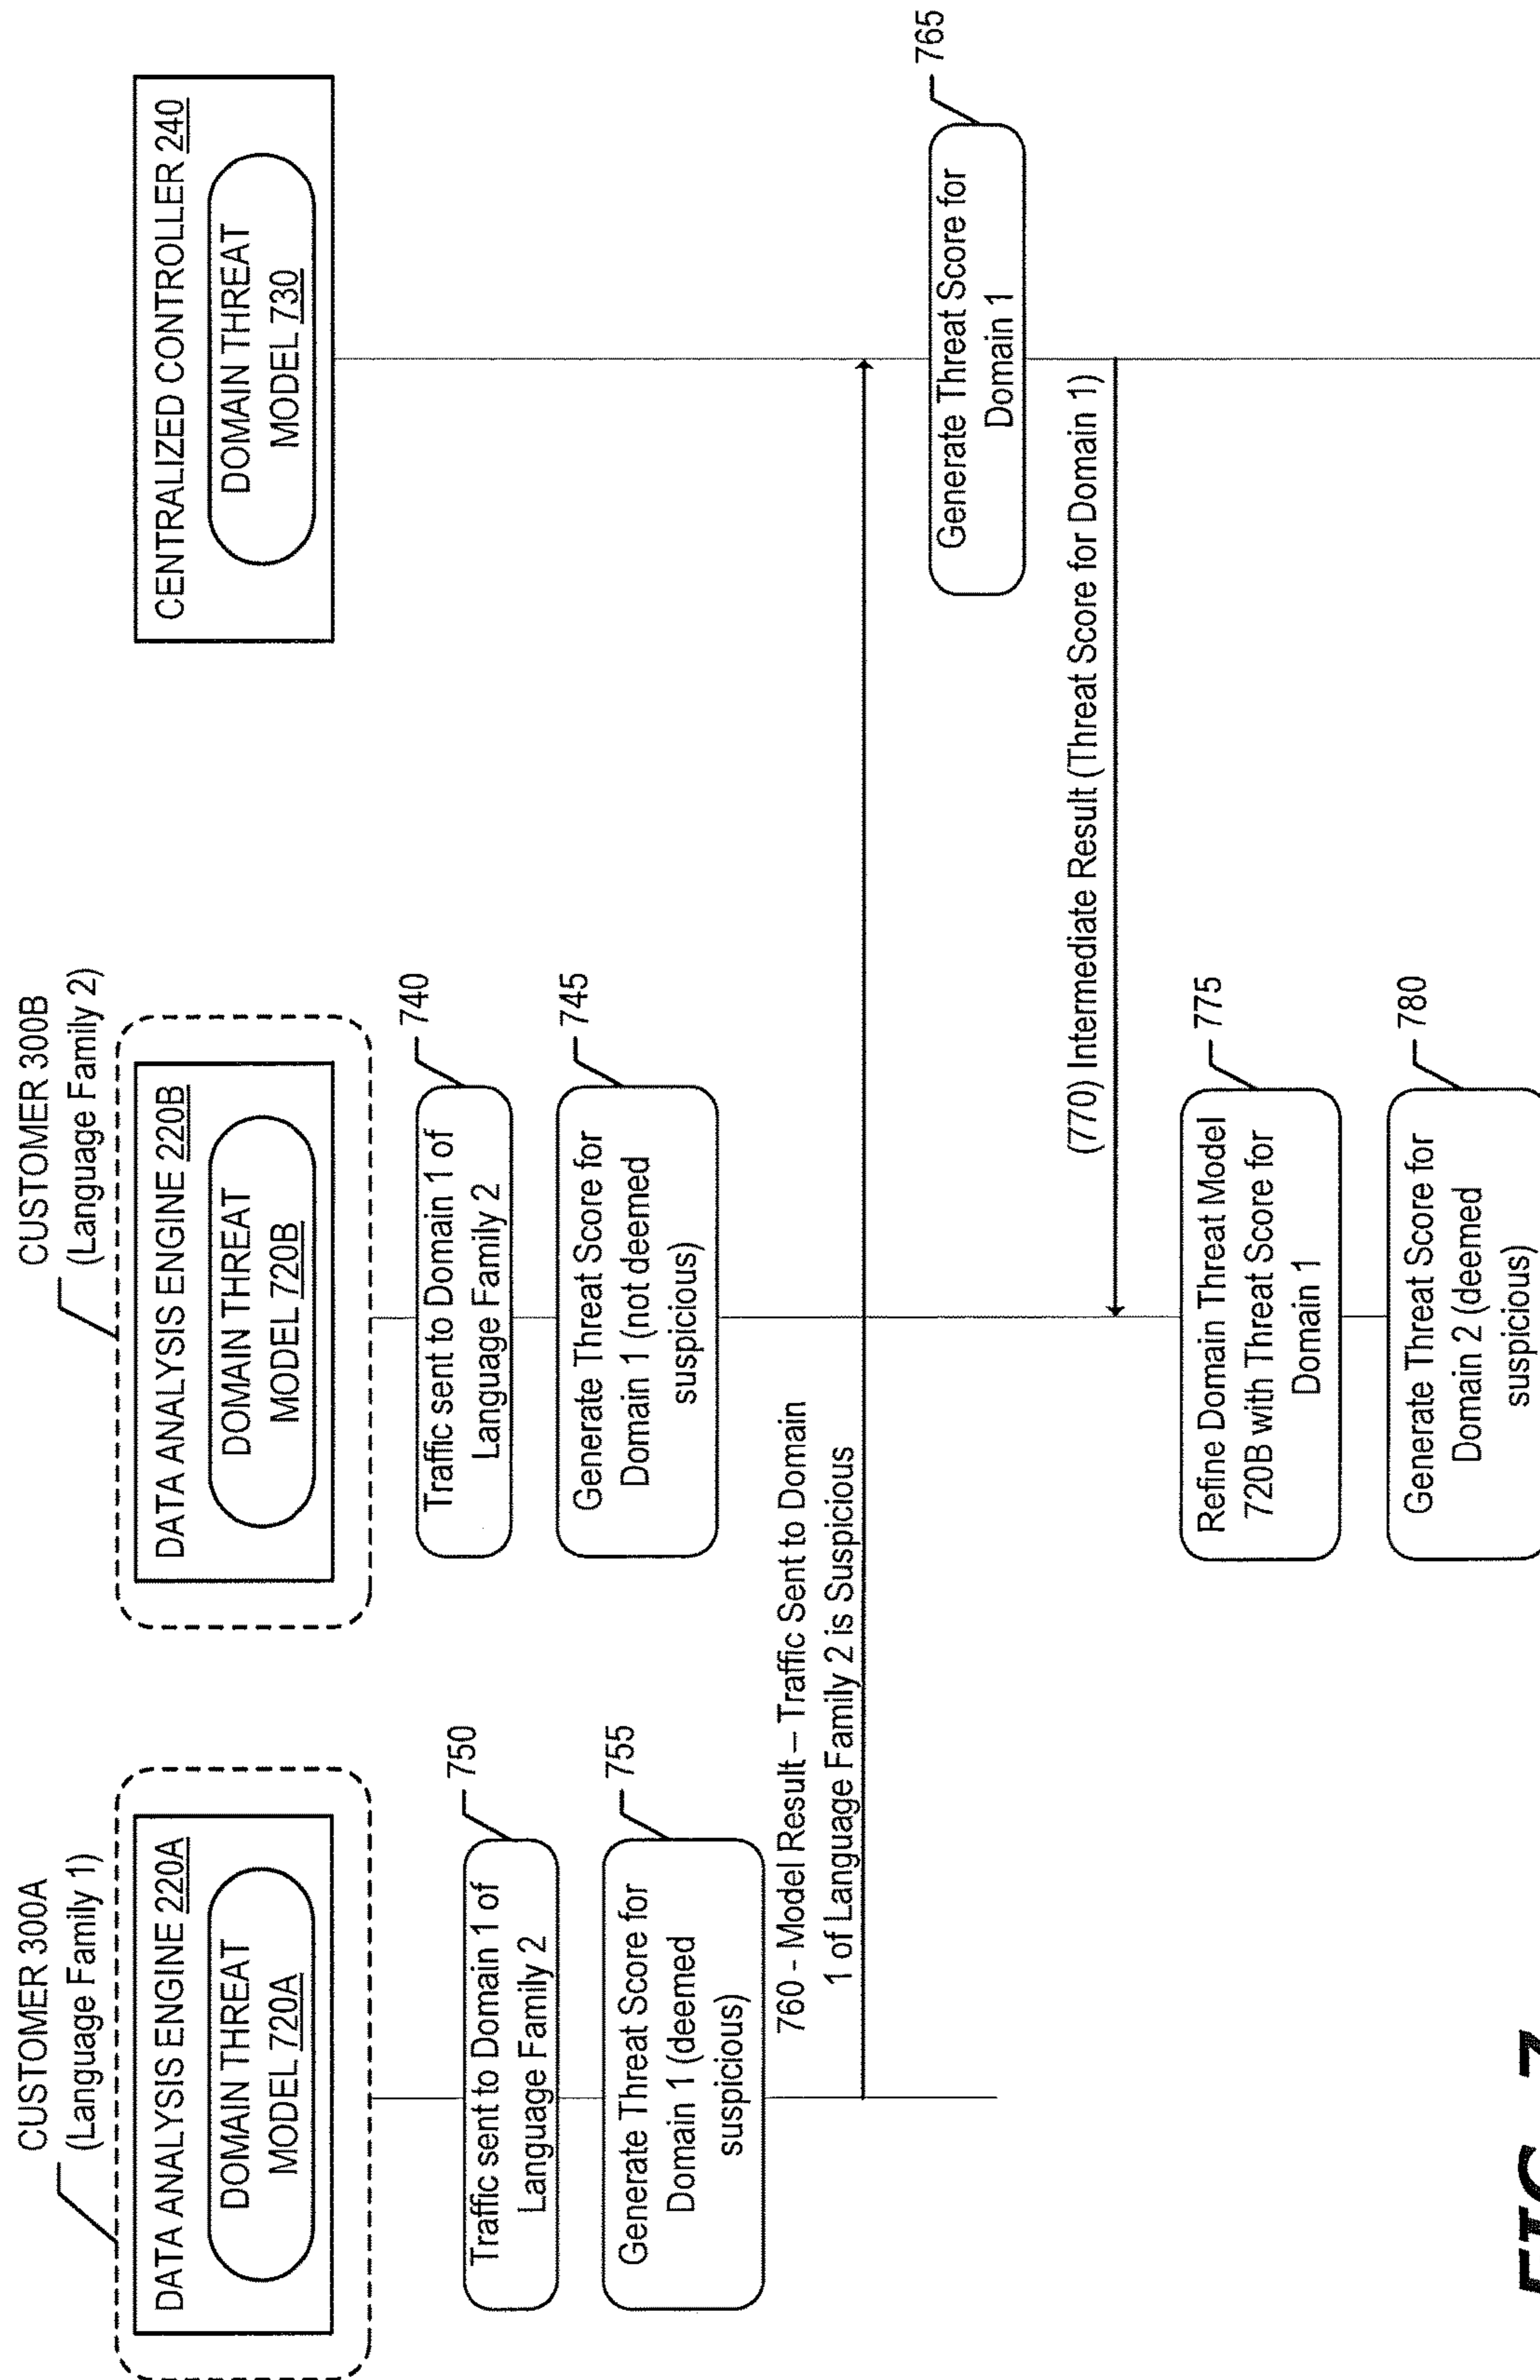 CUSTOMER 300A
(Language Family 1)
DATA ANALYSIS ENGINE 220A
DOMAIN THREAT
MODEL 720A
CUSTOMER 300B
(Language Family 2)
DATA ANALYSIS ENGINE 220B
DOMAIN THREAT
MODEL 720B
CENTRALIZED CONTROLLER 240
DOMAIN THREAT
MODEL 730
Traffic sent to Domain 1 of
Language Family 2
740
Generate Threat Score for
Domain 1 (not deemed
suspicious)
745
Traffic sent to Domain 1 of
Language Family 2
750
Generate Threat Score for
Domain 1 (deemed
suspicious)
755
760 - Model Result – Traffic Sent to Domain
1 of Language Family 2 is Suspicious
Generate Threat Score for
Domain 1
765
(770) Intermediate Result (Threat Score for Domain 1)
Refine Domain Threat Model
720B with Threat Score for
Domain 1
775
Generate Threat Score for
Domain 2 (deemed
suspicious)
780
FIG. 7